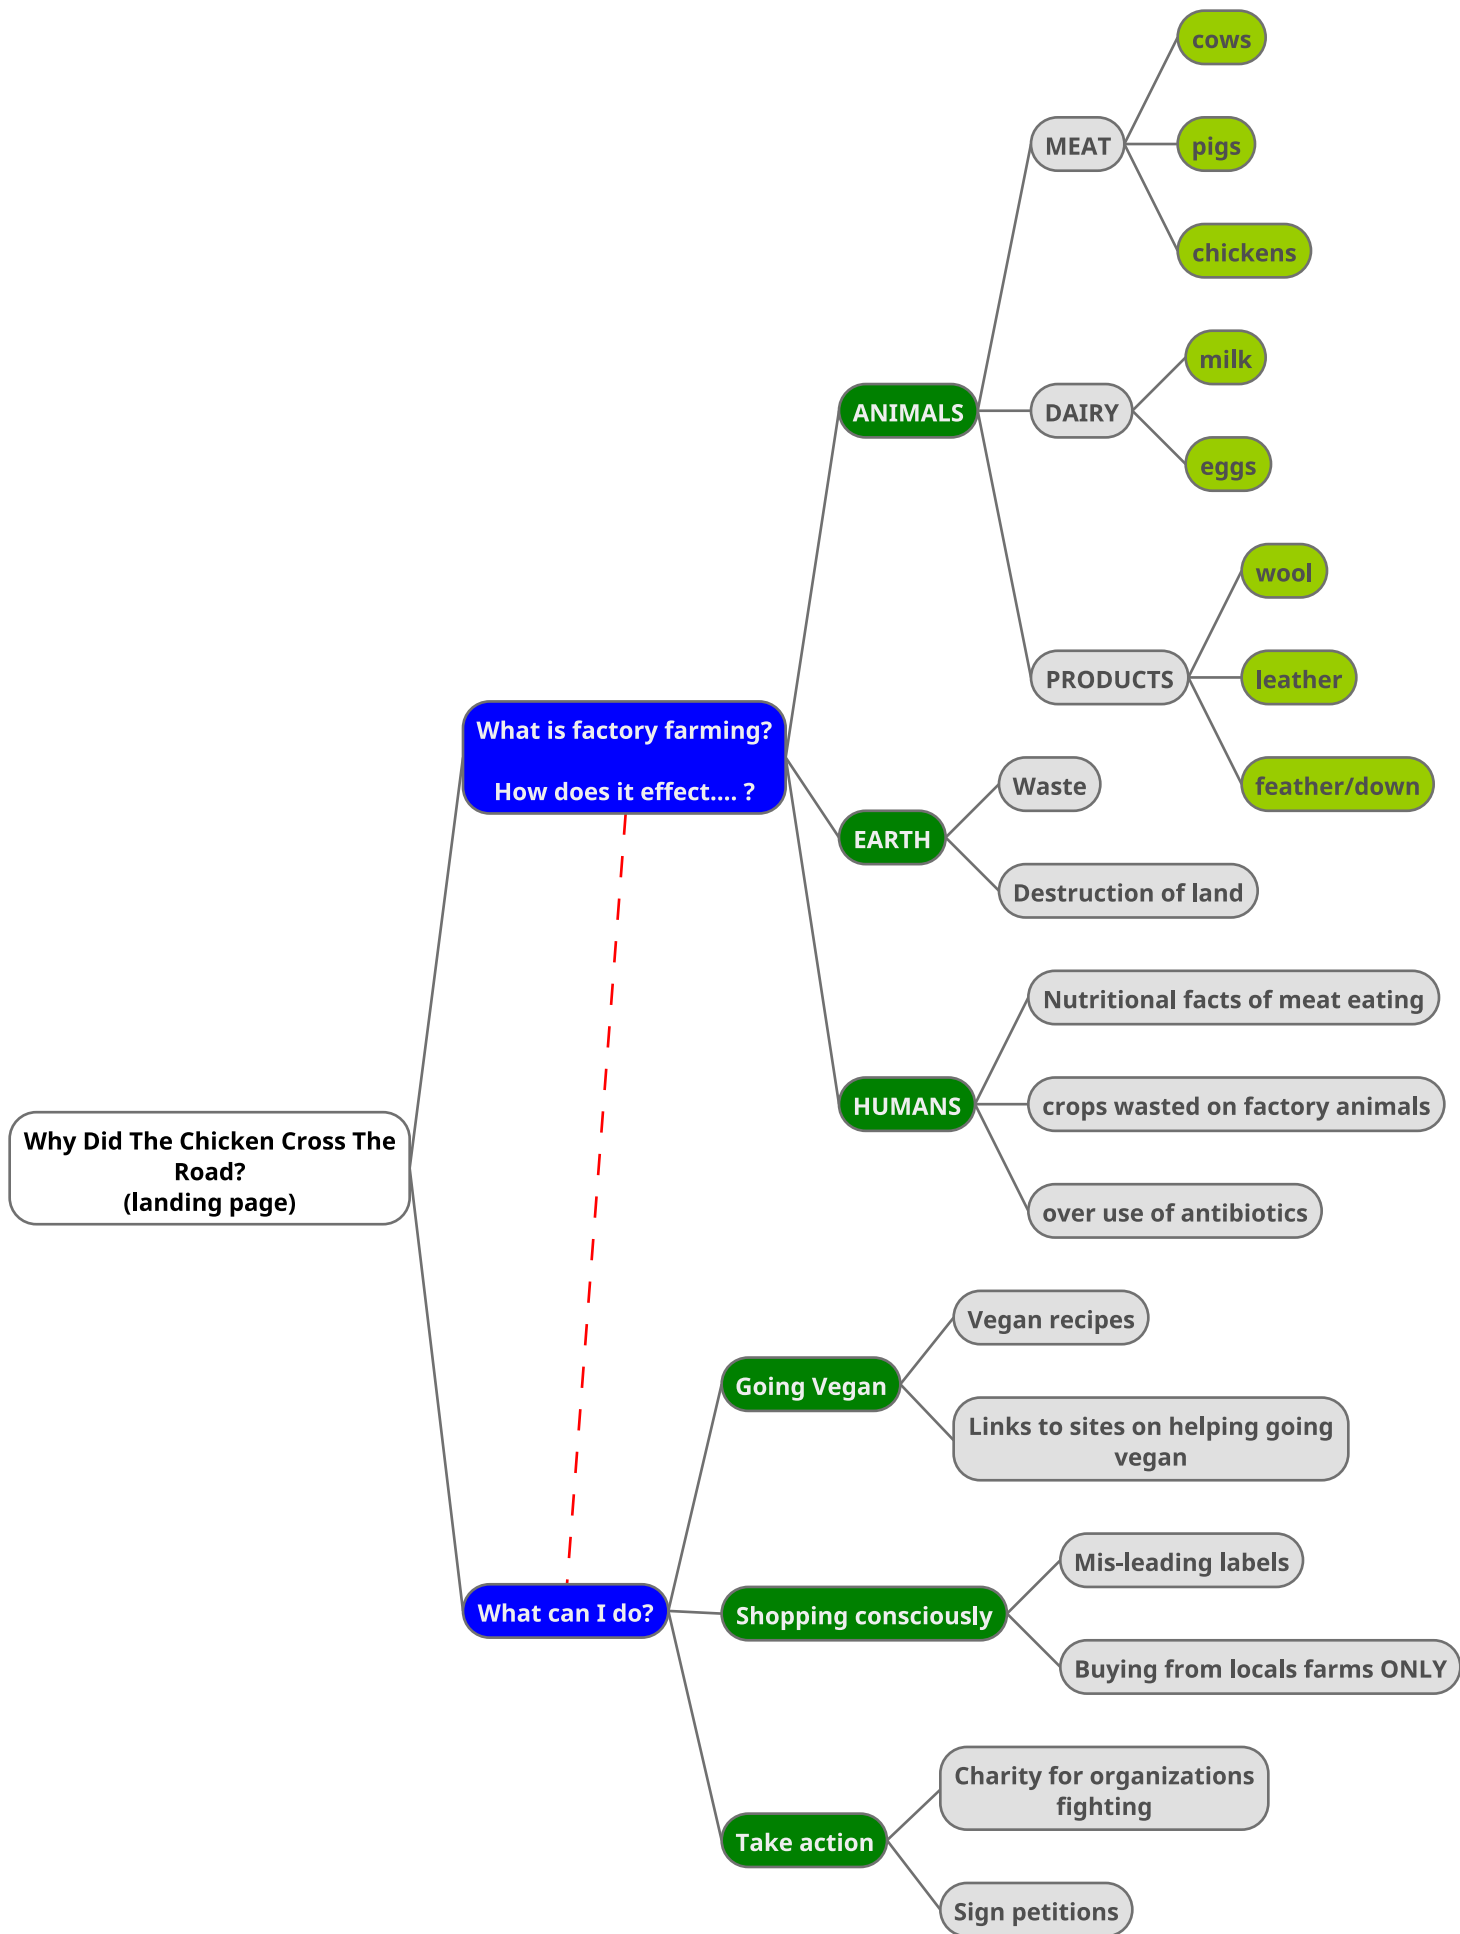 cows
MEAT
pigs
chickens
milk
ANIMALS
DAIRY
eggs
wool
PRODUCTS
leather
feather/down
What is factory farming?
How does it effect.... ?
Waste
EARTH
Destruction of land
Nutritional facts of meat eating
HUMANS
crops wasted on factory animals
over use of antibiotics
Why Did The Chicken Cross The
Road?
(landing page)
Vegan recipes
Going Vegan
Links to sites on helping going
vegan
Mis-leading labels
What can I do?
Shopping consciously
Buying from locals farms ONLY
Charity for organizations
fighting
Take action
Sign petitions